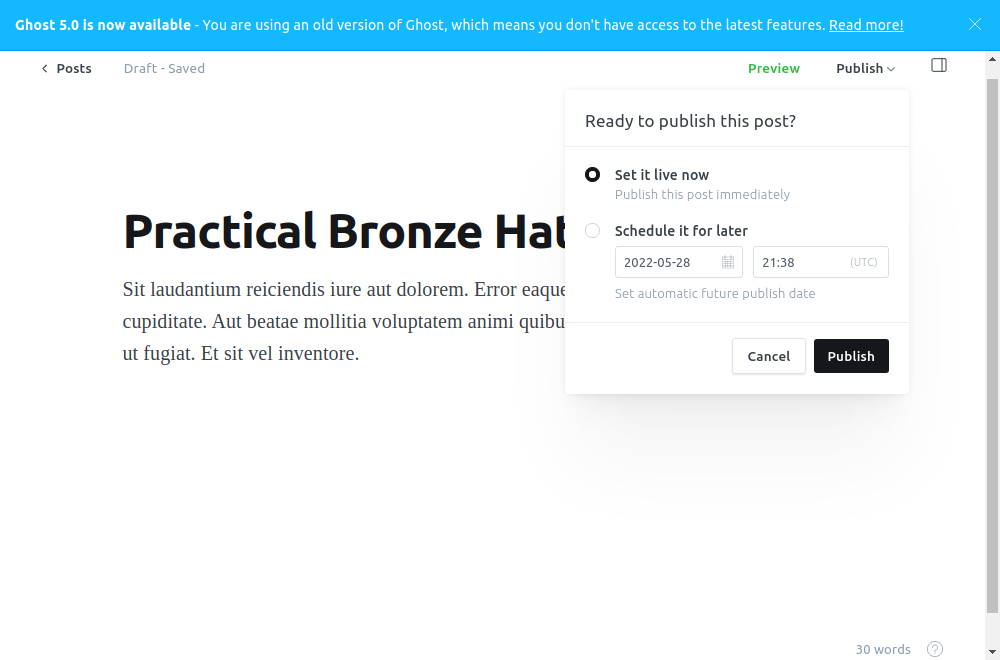 Ghost 5.0 is now available - You are using an old version of Ghost, which means you don't have access to the latest features. Read more!
Posts
Draft - Saved
Preview
Publish
Ready to publish this post?
Set it live now
Publish this post immediately
Schedule it for later
2022-05-28
21:38
(UTC)
Set automatic future publish date
Cancel
Publish
Practical Bronze Hat
Sit laudantium reiciendis iure aut dolorem. Error eaque
cupiditate. Aut beatae mollitia voluptatem animi quibu
ut fugiat. Et sit vel inventore.
30 words
?